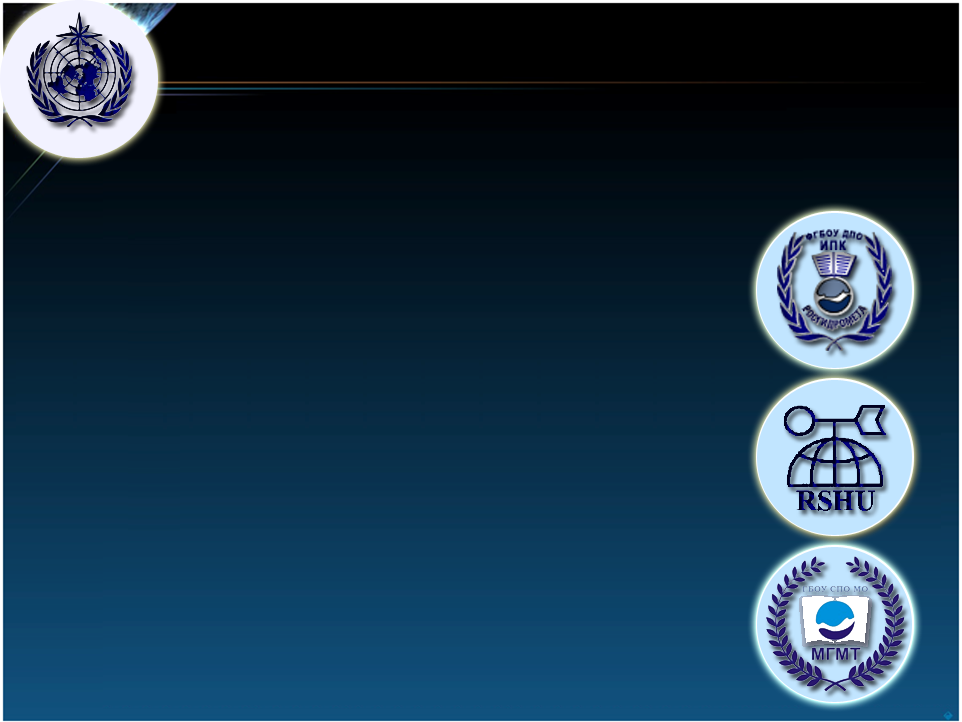 ФГБОУ ДПО
ИПК
РОСГИДРОМЕТА
RSHU
ГБОУ СПО МО
МГМТ